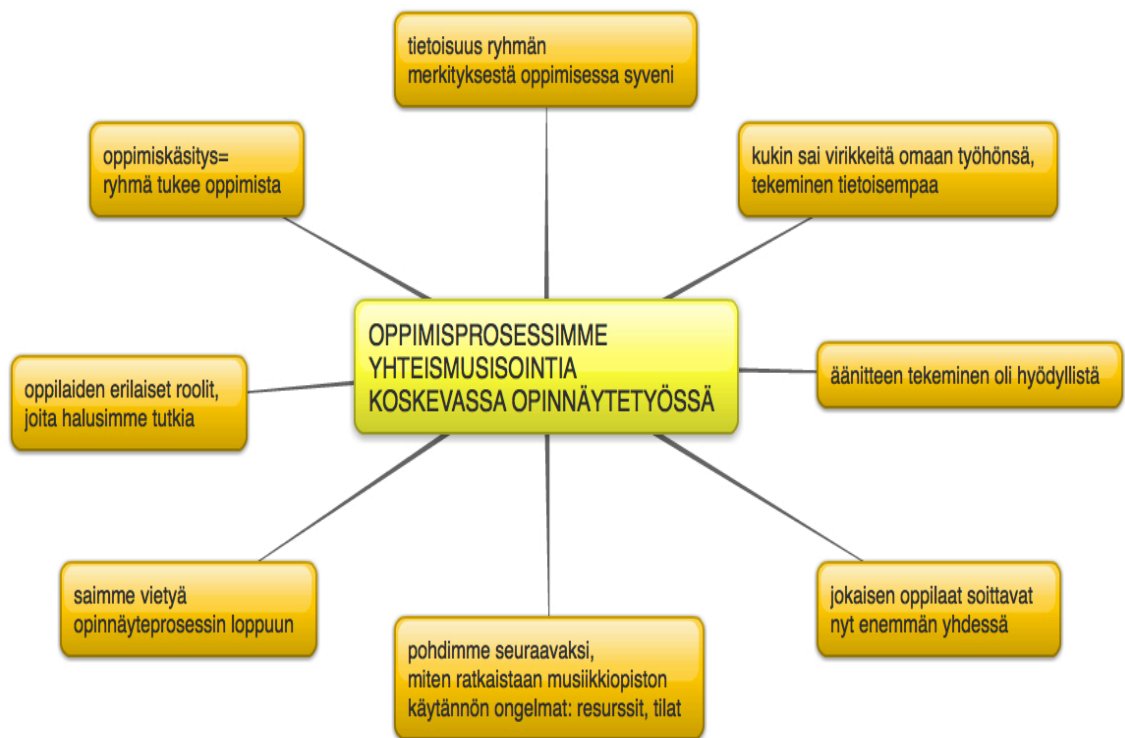 tietoisuus ryhmän
merkityksestä oppimisessa syveni
oppimiskäsitys=
ryhmä tukee oppimista
kukin sai virikkeitä omaan työhönsä,
tekeminen tietoisempaa
OPPIMISPROSESSIMME
YHTEISMUSISOINTIA
KOSKEVASSA OPINNÄYTETYÖSSÄ
oppilaiden erilaiset roolit,
joita halusimme tutkia
äänitteen tekeminen oli hyödyllistä
saimme vietyä
opinnäyteprosessin loppuun
jokaisen oppilaat soittavat
nyt enemmän yhdessä
pohdimme seuraavaksi,
miten ratkaistaan musiikkiopiston
käytännön ongelmat: resurssit, tilat